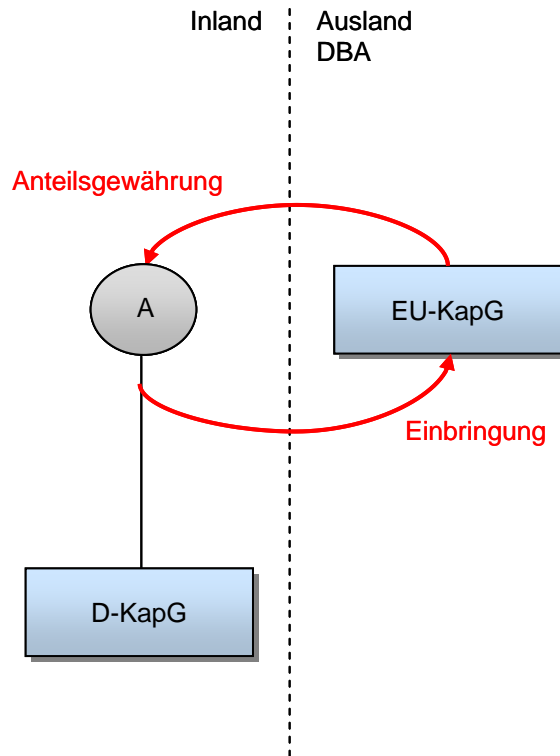 Inland
Ausland
DBA
Anteilsgewährung
A
EU-KapG
Einbringung
D-KapG